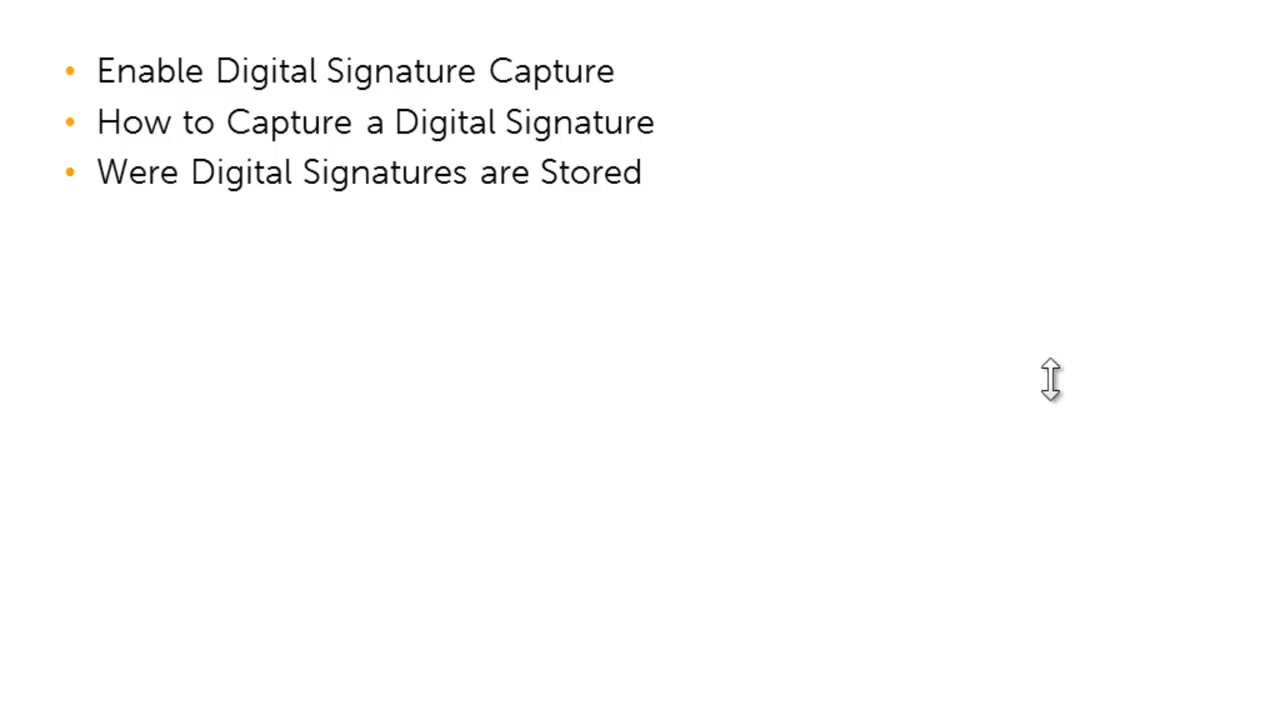 • Enable Digital Signature Capture
• How to Capture a Digital Signature
• Were Digital Signatures are Stored